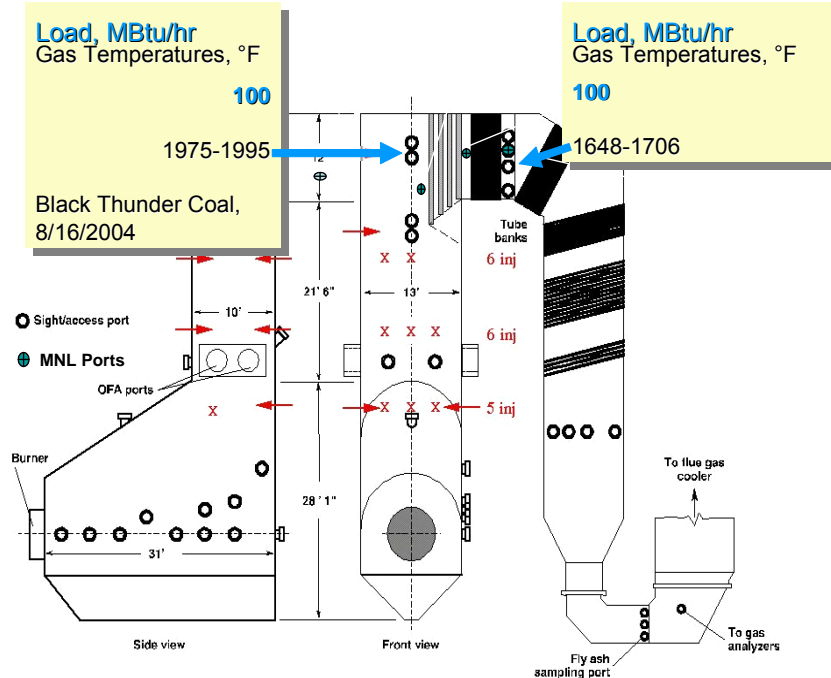 Load, MBtu/hr
Gas Temperatures, °F
100
1975-1995
Black Thunder Coal,
8/16/2004
Load, MBtu/hr
Gas Temperatures, °F
100
1648-1706
Tube
banks
X X
6 inj
21' 6"
10'
13'
Sight/access port
X X X
6 inj
MNL Ports
OFA ports
X
X X X
5 inj
Burner
To flue gas
cooler
28' 1"
31'
Side view
Front view
To gas
analyzers
Fly ash
sampling port